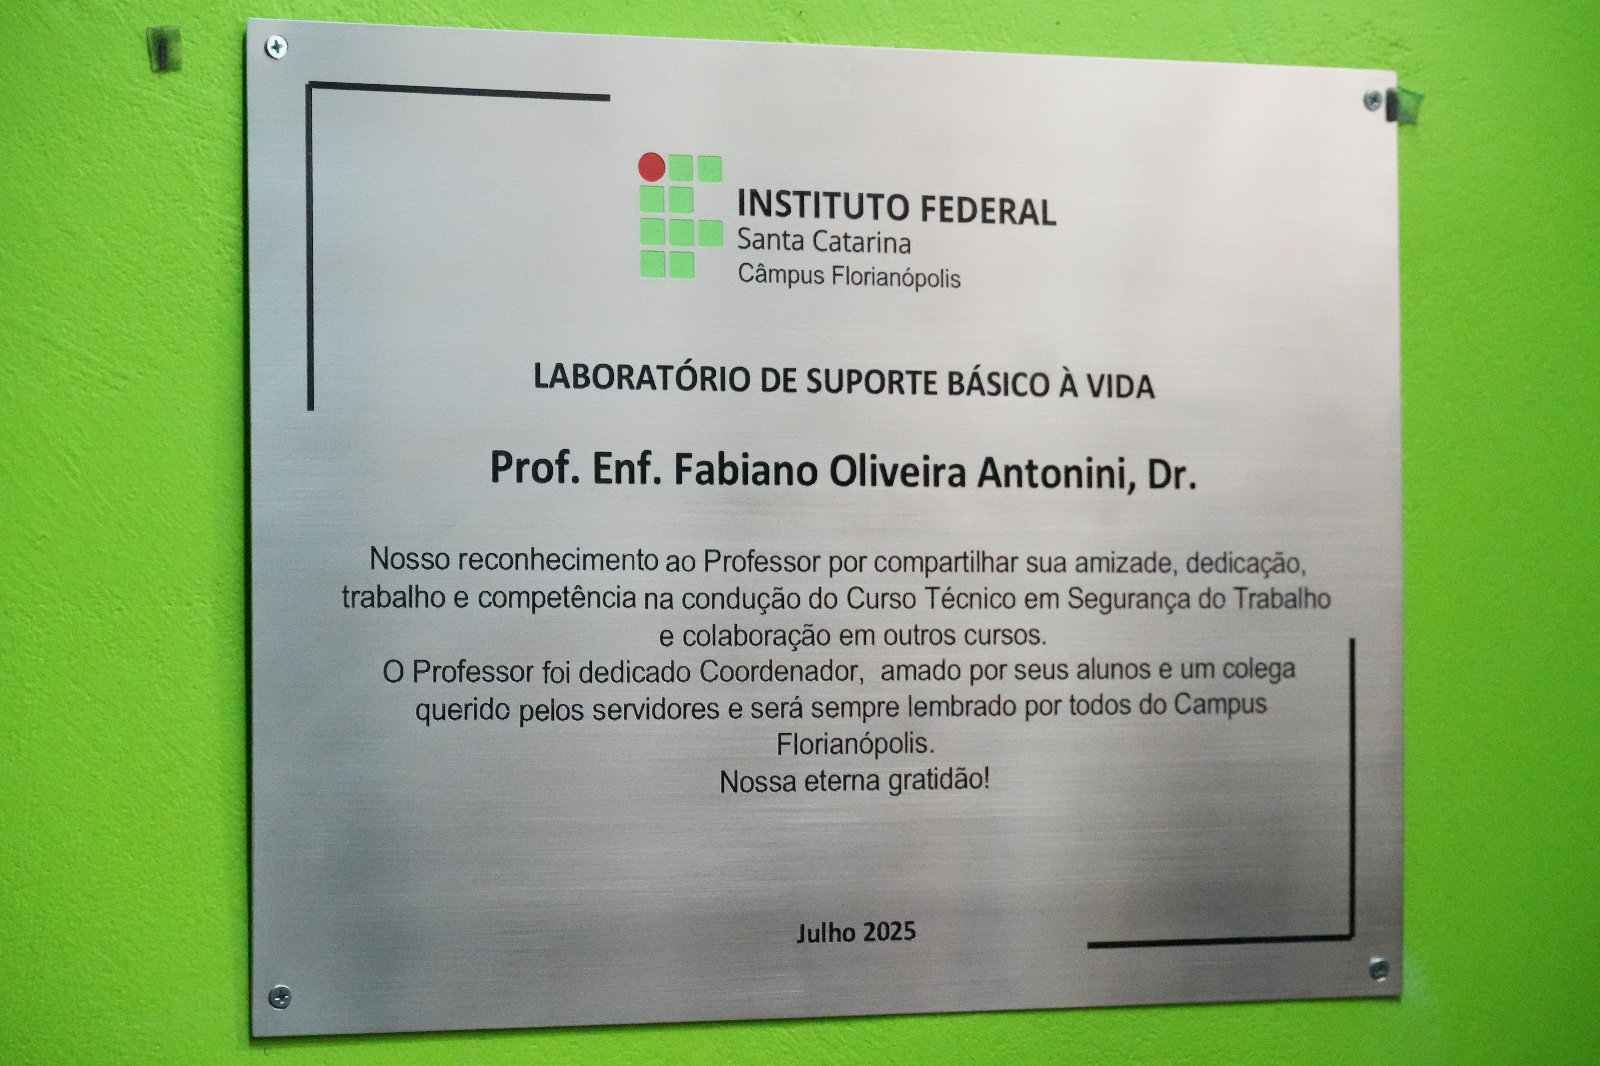 INSTITUTO FEDERAL
Santa Catarina
Câmpus Florianópolis
LABORATÓRIO DE SUPORTE BÁSICO À VIDA
Prof. Enf. Fabiano Oliveira Antonini, Dr.
Nosso reconhecimento ao Professor por compartilhar sua amizade, dedicação,
trabalho e competência na condução do Curso Técnico em Segurança do Trabalho
e colaboração em outros cursos.
O Professor foi dedicado Coordenador, amado por seus alunos e um colega
querido pelos servidores e será sempre lembrado por todos do Campus
Florianópolis.
Nossa eterna gratidão!
Julho 2025